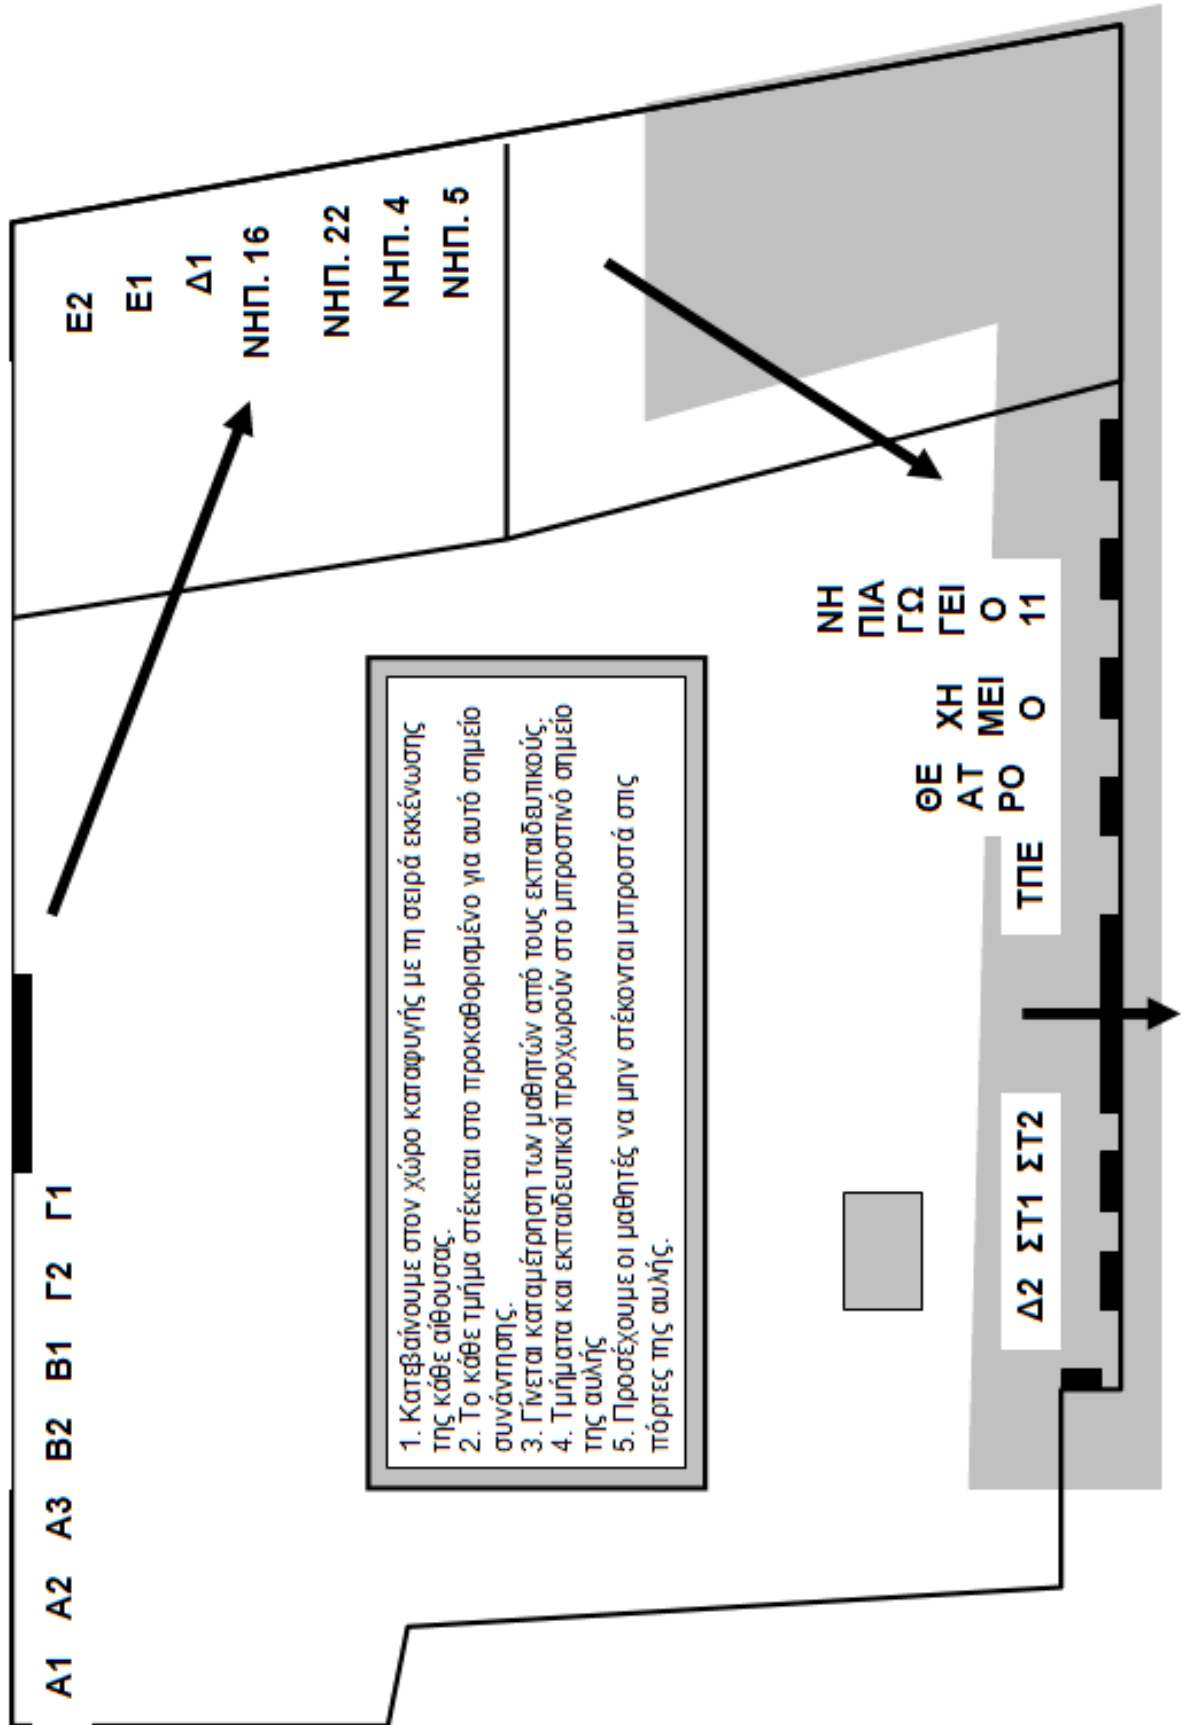 Α1 Α2 Α3 Β2 Β1 Γ2 Γ1
Ε2
Ε1
Δ1
ΝΗΠ. 16
ΝΗΠ. 22
ΝΗΠ. 4
ΝΗΠ. 5
1. Κατεβαίνουμε στον χώρο καταφυγής με τη σειρά εκκένωσης
της κάθε αίθουσας.
2. Το κάθε τμήμα στέκεται στο προκαθορισμένο για αυτό σημείο
συνάντησης.
3. Γίνεται καταμέτρηση των μαθητών από τους εκπαιδευτικούς.
4. Τμήματα και εκπαιδευτικοί προχωρούν στο μπροστινό σημείο
της αυλής
5. Προσέχουμε οι μαθητές να μην στέκονται μπροστά στις
πόρτες της αυλής.
Δ2 ΣΤ1 ΣΤ2
ΤΠΕ
ΘΕ
ΑΤ
ΡΟ
ΧΗ
ΜΕΙ
Ο
ΝΗ
ΠΙΑ
ΓΩ
ΓΕΙ
Ο
11